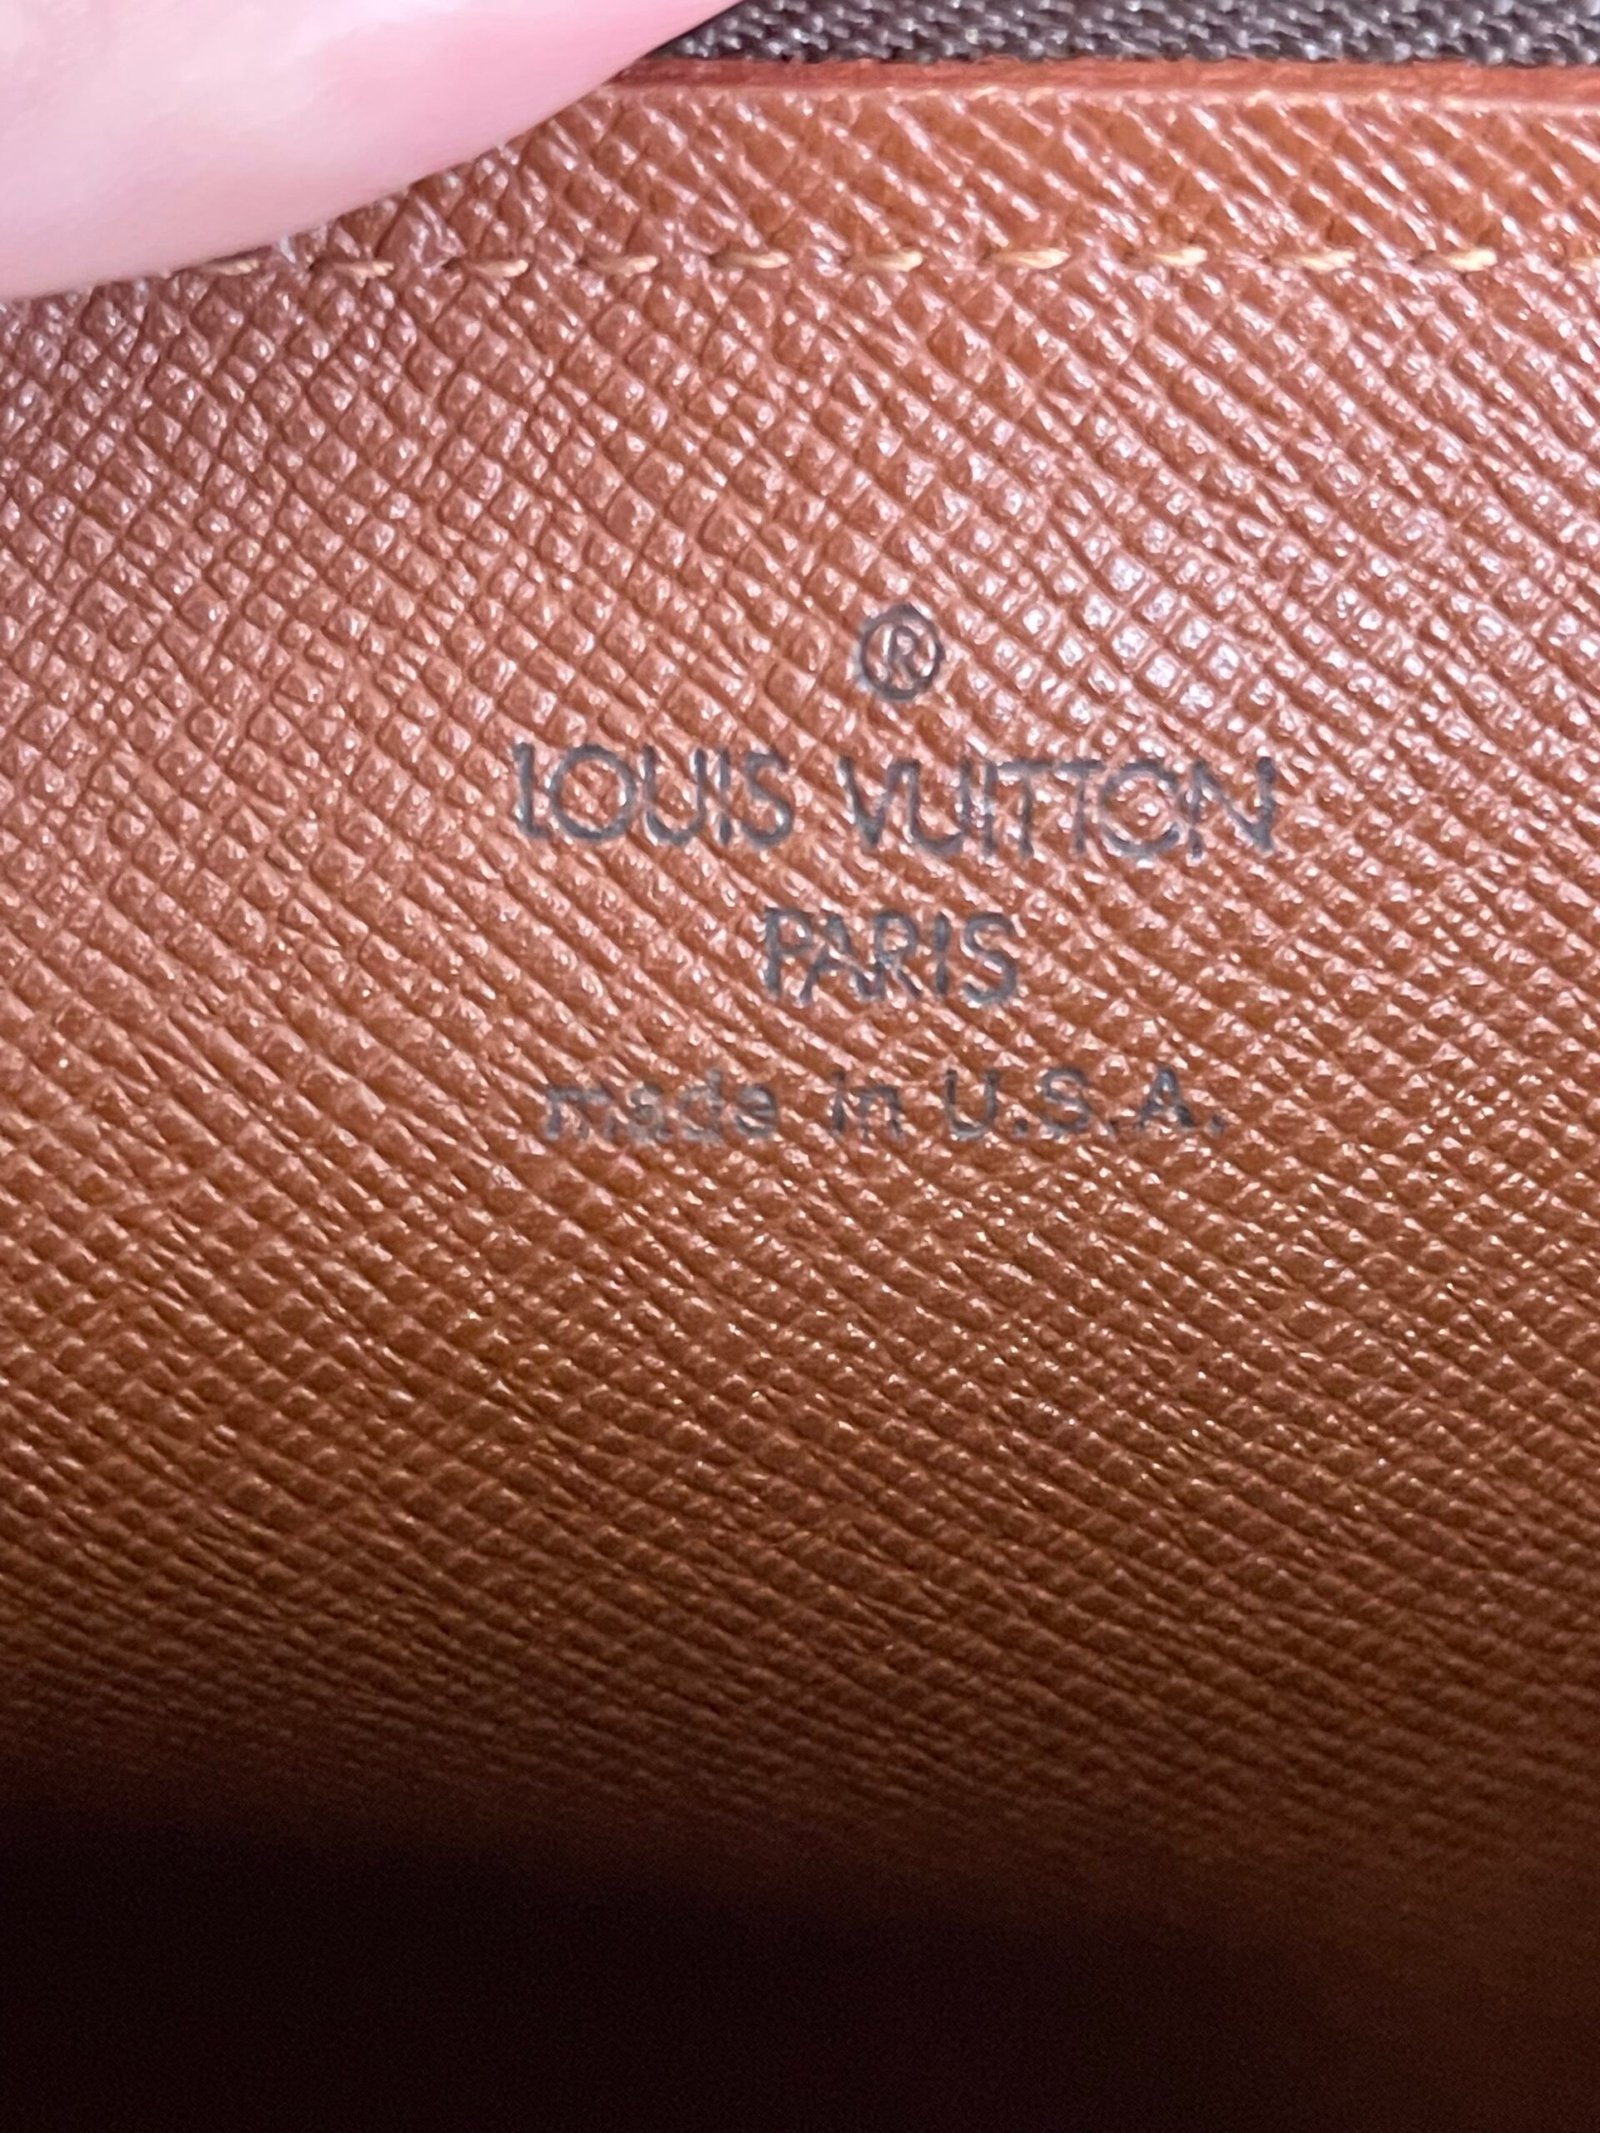 ®
LOUIS VUITTON
PARIS
made in U.S.A.